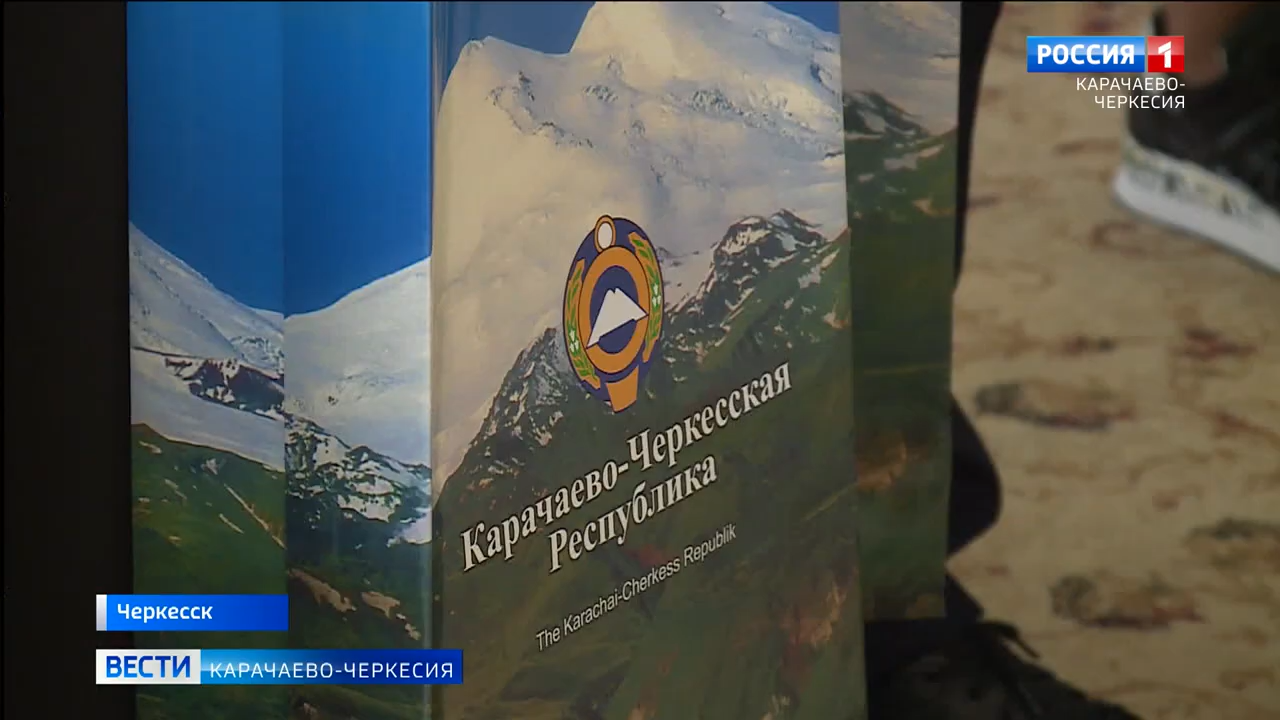 РОССИЯ 1
КАРАЧАЕВО-
ЧЕРКЕСИЯ
Карачаево-Черкесская
Республика
The Karachai-Cherkess Republik
Черкесск
ВЕСТИ КАРАЧАЕВО-ЧЕРКЕСИЯ